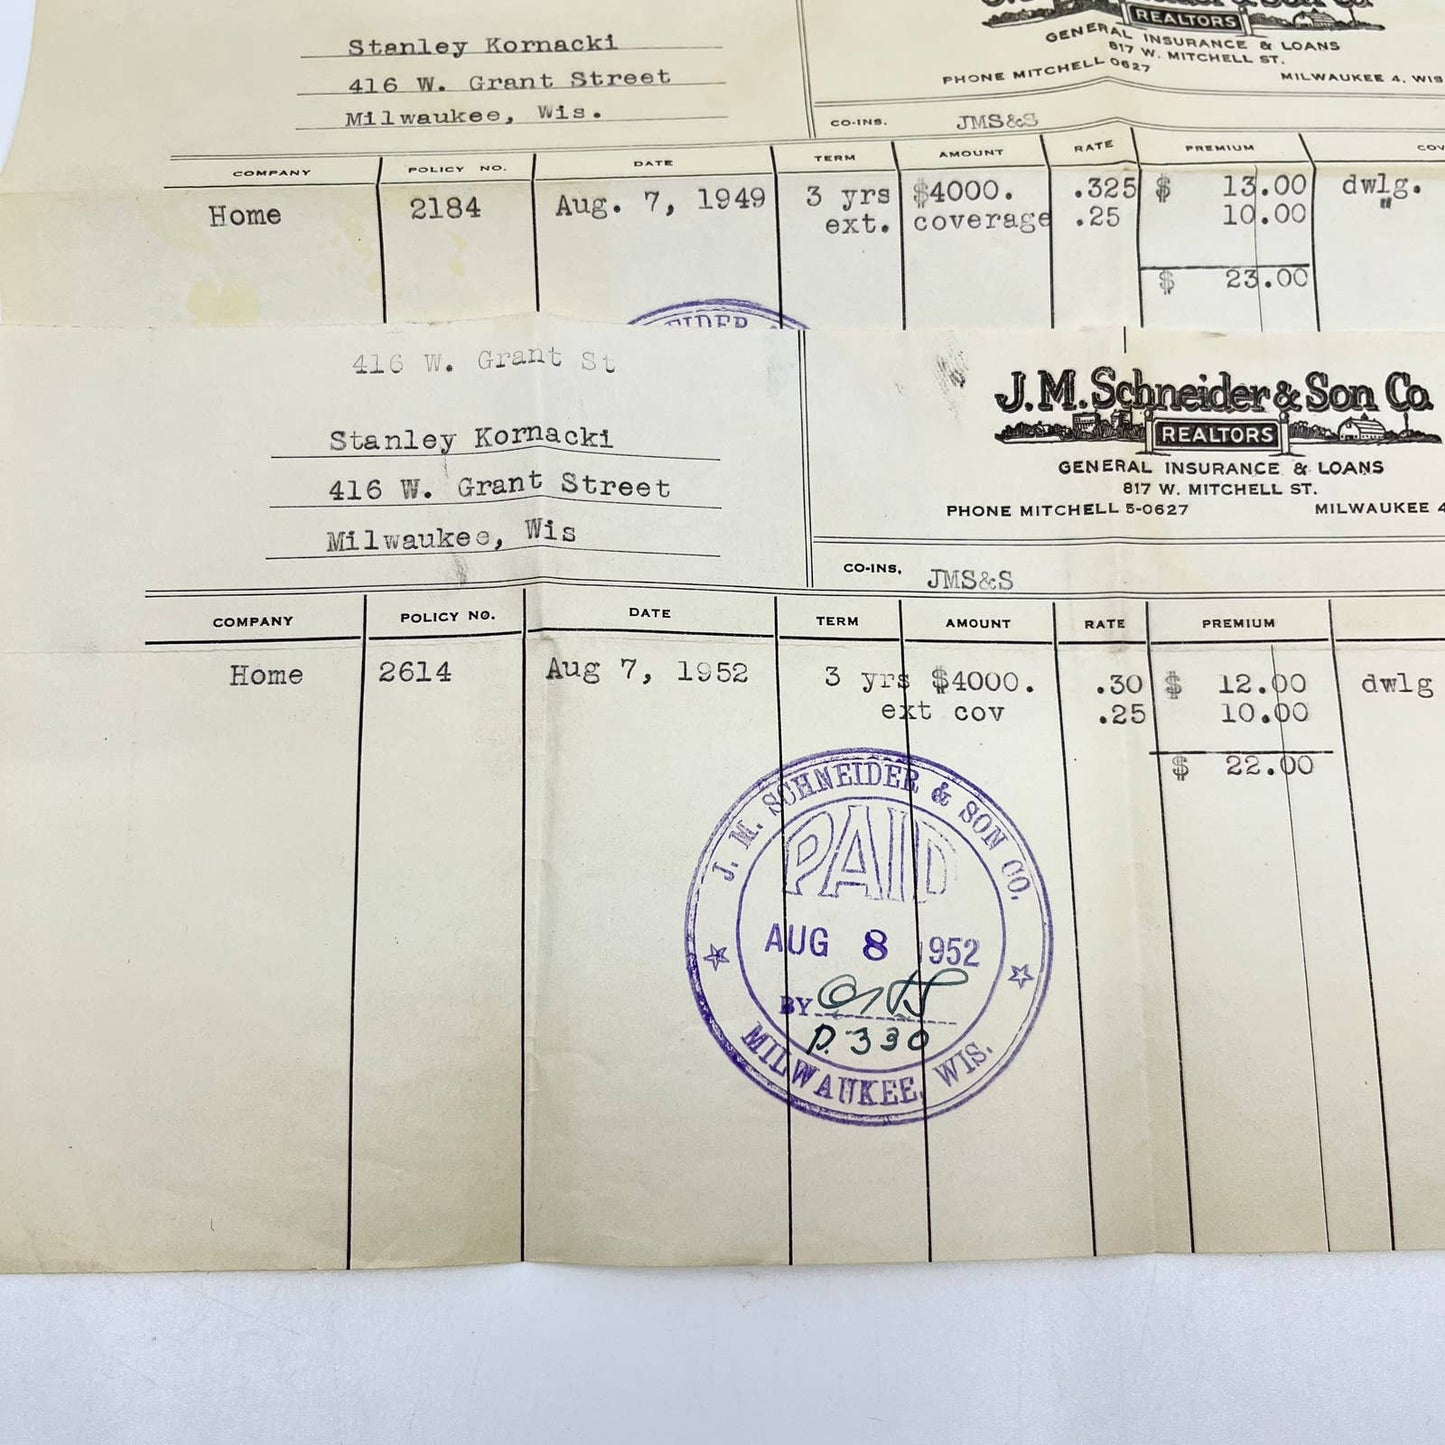 Stanley Kornacki
416 W. Grant Street
Milwaukee, Wis.
REALTORS
GENERAL INSURANCE & LOANS
817 W. MITCHELL ST.
PHONE MITCHELL 0627 MILWAUKEE 4, WIS
CO-INS. JMS&S
COMPANY POLICY NO. DATE TERM AMOUNT RATE PREMIUM COV
Home 2184 Aug. 7, 1949 3 yrs $4000. .325 $ 13.00 dwlg.
ext. coverage .25 10.00 "
$ 23.00
416 W. Grant St
Stanley Kornacki
416 W. Grant Street
Milwaukee, Wis
J. M. Schneider & Son Co.
REALTORS
GENERAL INSURANCE & LOANS
817 W. MITCHELL ST.
PHONE MITCHELL 5-0627 MILWAUKEE 4
CO-INS. JMS&S
COMPANY POLICY NO. DATE TERM AMOUNT RATE PREMIUM
Home 2614 Aug 7, 1952 3 yrs $4000. .30 $ 12.00 dwlg
ext cov .25 10.00
$ 22.00
J. M. SCHNEIDER & SON CO.
PAID
AUG 8 1952
BY
P. 330
MILWAUKEE, WIS.